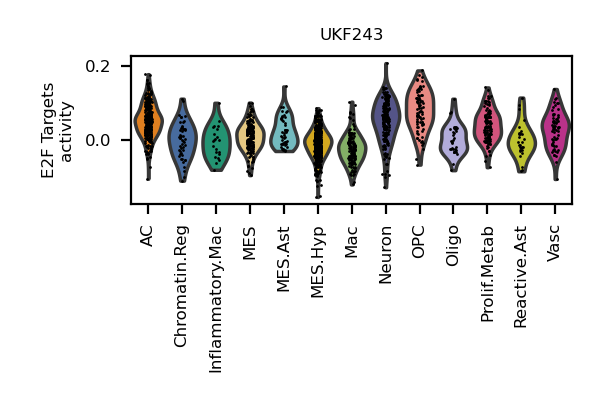 UKF243
E2F Targets
activity
0.2
0.0
AC
Chromatin.Reg
Inflammatory.Mac
MES
MES.Ast
MES.Hyp
Mac
Neuron
OPC
Oligo
Prolif.Metab
Reactive.Ast
Vasc